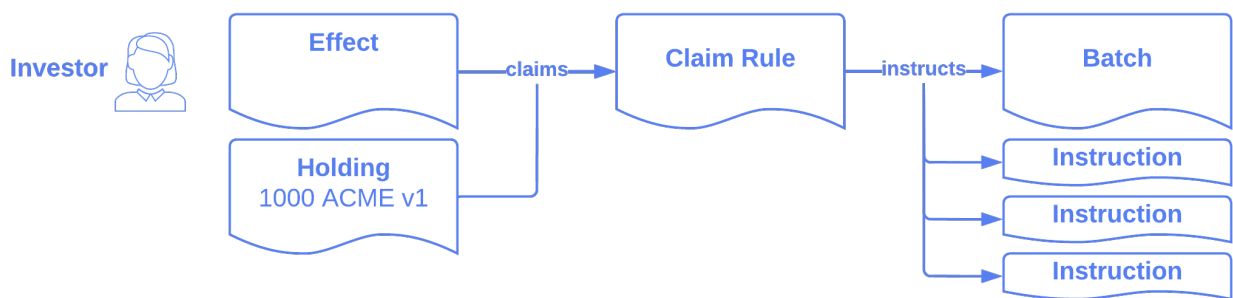 Investor
Effect
claims
Holding
1000 ACME v1
Claim Rule
instructs
Batch
Instruction
Instruction
Instruction